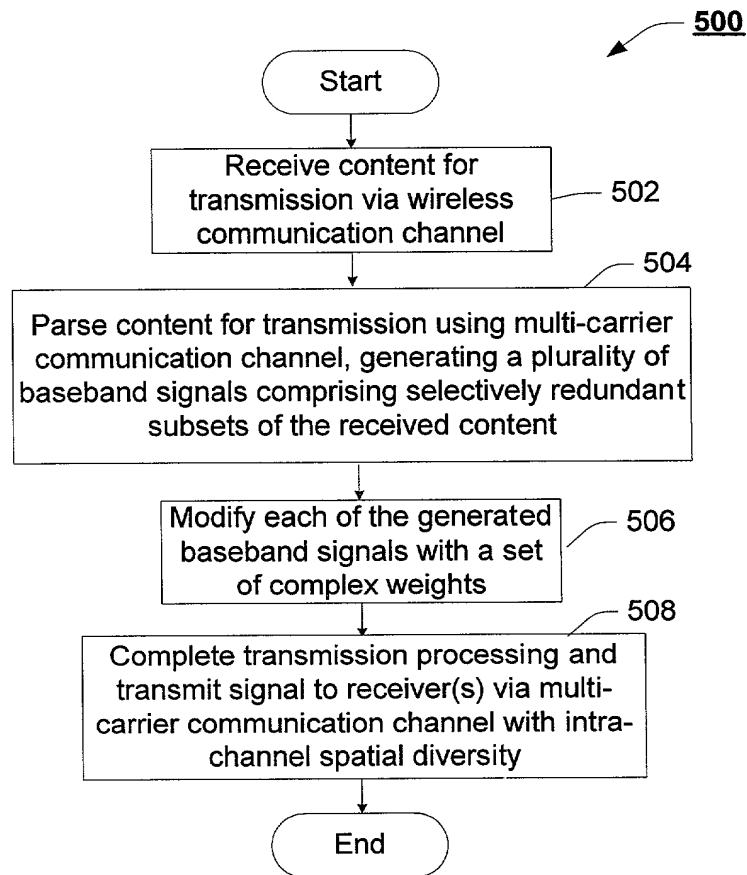 500
Start
Receive content for
transmission via wireless
communication channel
502
504
Parse content for transmission using multi-carrier
communication channel, generating a plurality of
baseband signals comprising selectively redundant
subsets of the received content
Modify each of the generated
baseband signals with a set
of complex weights
506
508
Complete transmission processing and
transmit signal to receiver(s) via multi-
carrier communication channel with intra-
channel spatial diversity
End